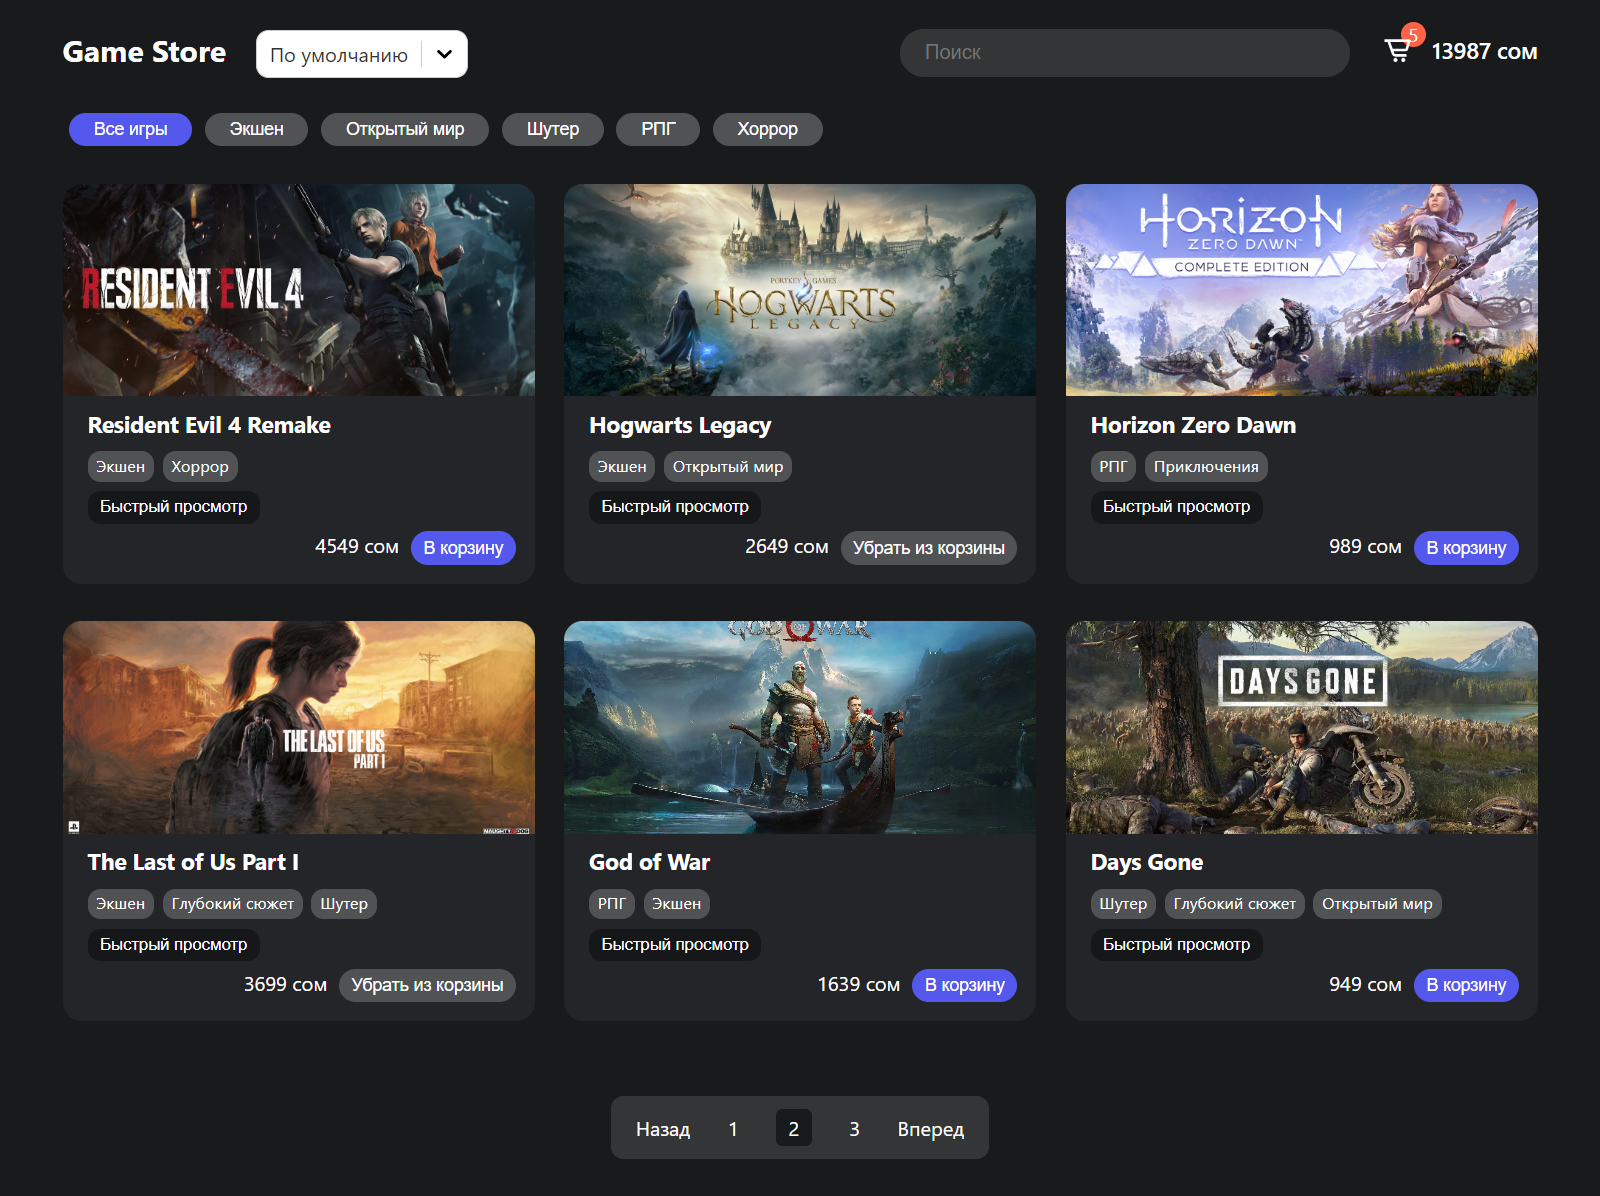 Game Store
По умолчанию
Поиск
5
13987 сом
Все игры
Экшен
Открытый мир
Шутер
РПГ
Хоррор
RESIDENT EVIL 4
PORTKEY GAMES
HOGWARTS
LEGACY
HORIZON
ZERO DAWN™
COMPLETE EDITION
Resident Evil 4 Remake
Экшен
Хоррор
Быстрый просмотр
4549 сом
В корзину
Hogwarts Legacy
Экшен
Открытый мир
Быстрый просмотр
2649 сом
Убрать из корзины
Horizon Zero Dawn
РПГ
Приключения
Быстрый просмотр
989 сом
В корзину
THE LAST OF US
PART I
NAUGHTY DOG
GOD OF WAR
DAYS GONE
The Last of Us Part I
Экшен
Глубокий сюжет
Шутер
Быстрый просмотр
3699 сом
Убрать из корзины
God of War
РПГ
Экшен
Быстрый просмотр
1639 сом
В корзину
Days Gone
Шутер
Глубокий сюжет
Открытый мир
Быстрый просмотр
949 сом
В корзину
Назад
1
2
3
Вперед